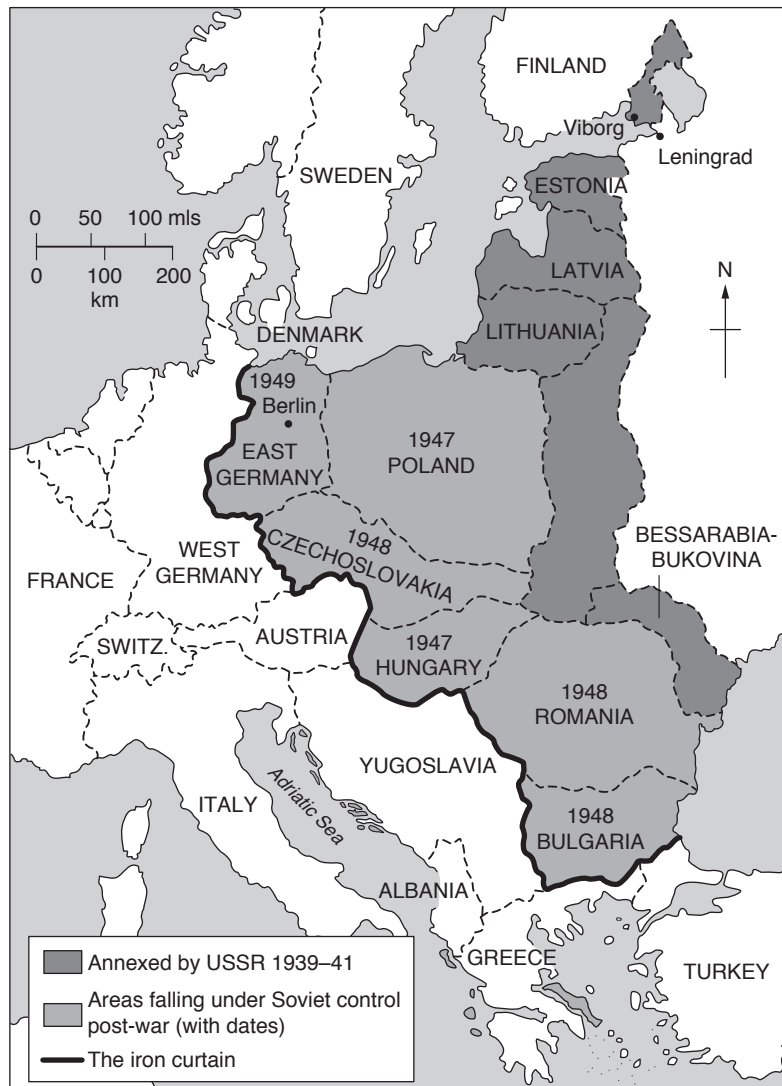 FINLAND
Viborg
Leningrad
SWEDEN
ESTONIA
0 50 100 mls
0 100 200
km
LATVIA
N
LITHUANIA
DENMARK
1949
Berlin
EAST
GERMANY
1947
POLAND
BESSARABIA-
BUKOVINA
1948
CZECHOSLOVAKIA
WEST
GERMANY
FRANCE
SWITZ.
AUSTRIA
1947
HUNGARY
1948
ROMANIA
YUGOSLAVIA
ITALY
Adriatic Sea
1948
BULGARIA
ALBANIA
GREECE
TURKEY
Annexed by USSR 1939–41
Areas falling under Soviet control
post-war (with dates)
The iron curtain